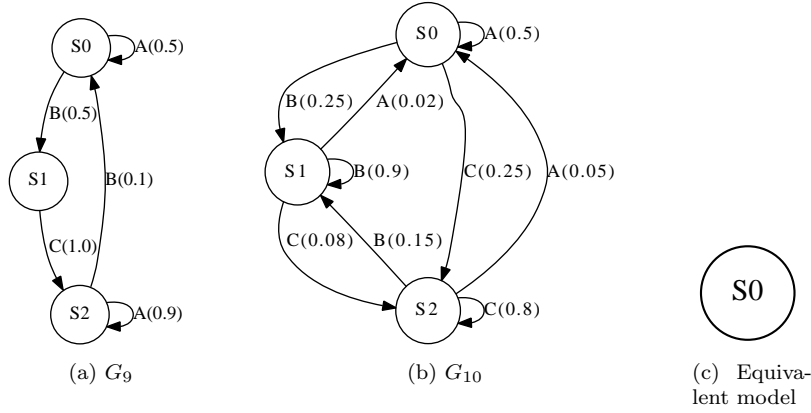 S0
A(0.5)
B(0.5)
S1
B(0.1)
C(1.0)
S2
A(0.9)
(a) G9
S0
A(0.5)
B(0.25)
A(0.02)
S1
B(0.9)
C(0.25)
A(0.05)
C(0.08)
B(0.15)
S2
C(0.8)
(b) G10
S0
(c) Equiva-
lent model